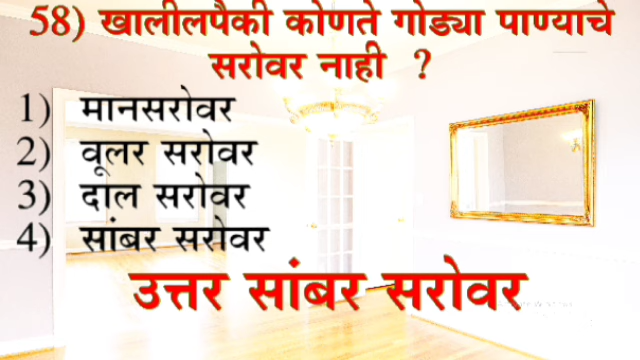 58) खालीलपैकी कोणते गोड्या पाण्याचे
सरोवर नाही ?
1) मानसरोवर
2) वूलर सरोवर
3) दाल सरोवर
4) सांबर सरोवर
उत्तर सांबर सरोवर